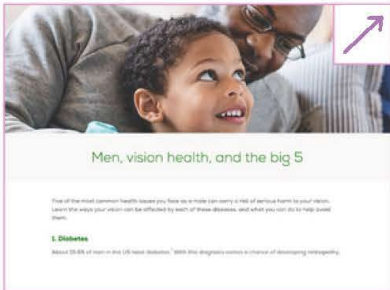 Men, vision health, and the big 5
Five of the most common health issues you face as a male can carry a risk of serious harm to your vision.
Learn the ways your vision can be affected by each of these diseases, and what you can do to help avoid
them.
1. Diabetes
About of men in the US have diabetes. With this diagnosis comes a chance of developing retinopathy,